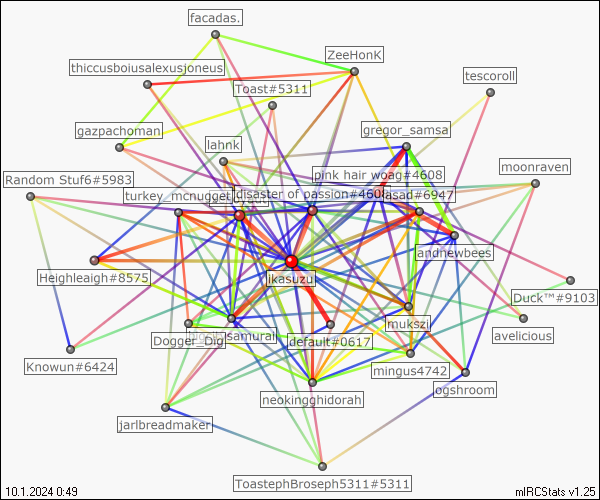 facadas.
ZeeHonK
thiccusboiusalexusjoneus
tescoroll
Toast#5311
gregor_samsa
gazpachoman
lahnk
pink hair woag#4608
moonraven
Random Stuf6#5983
turkey_mcnugget
disaster of passion#4608
asad#6947
andnewbees
Heighleaigh#8575
ikasuzu
Duck™#9103
mukszi
avelicious
Dogger_Dig
samurai
default#0617
Knowun#6424
mingus4742
ogshroom
neokingghidorah
jarlbreadmaker
ToastephBroseph5311#5311
10.1.2024 0:49
mIRCStats v1.25